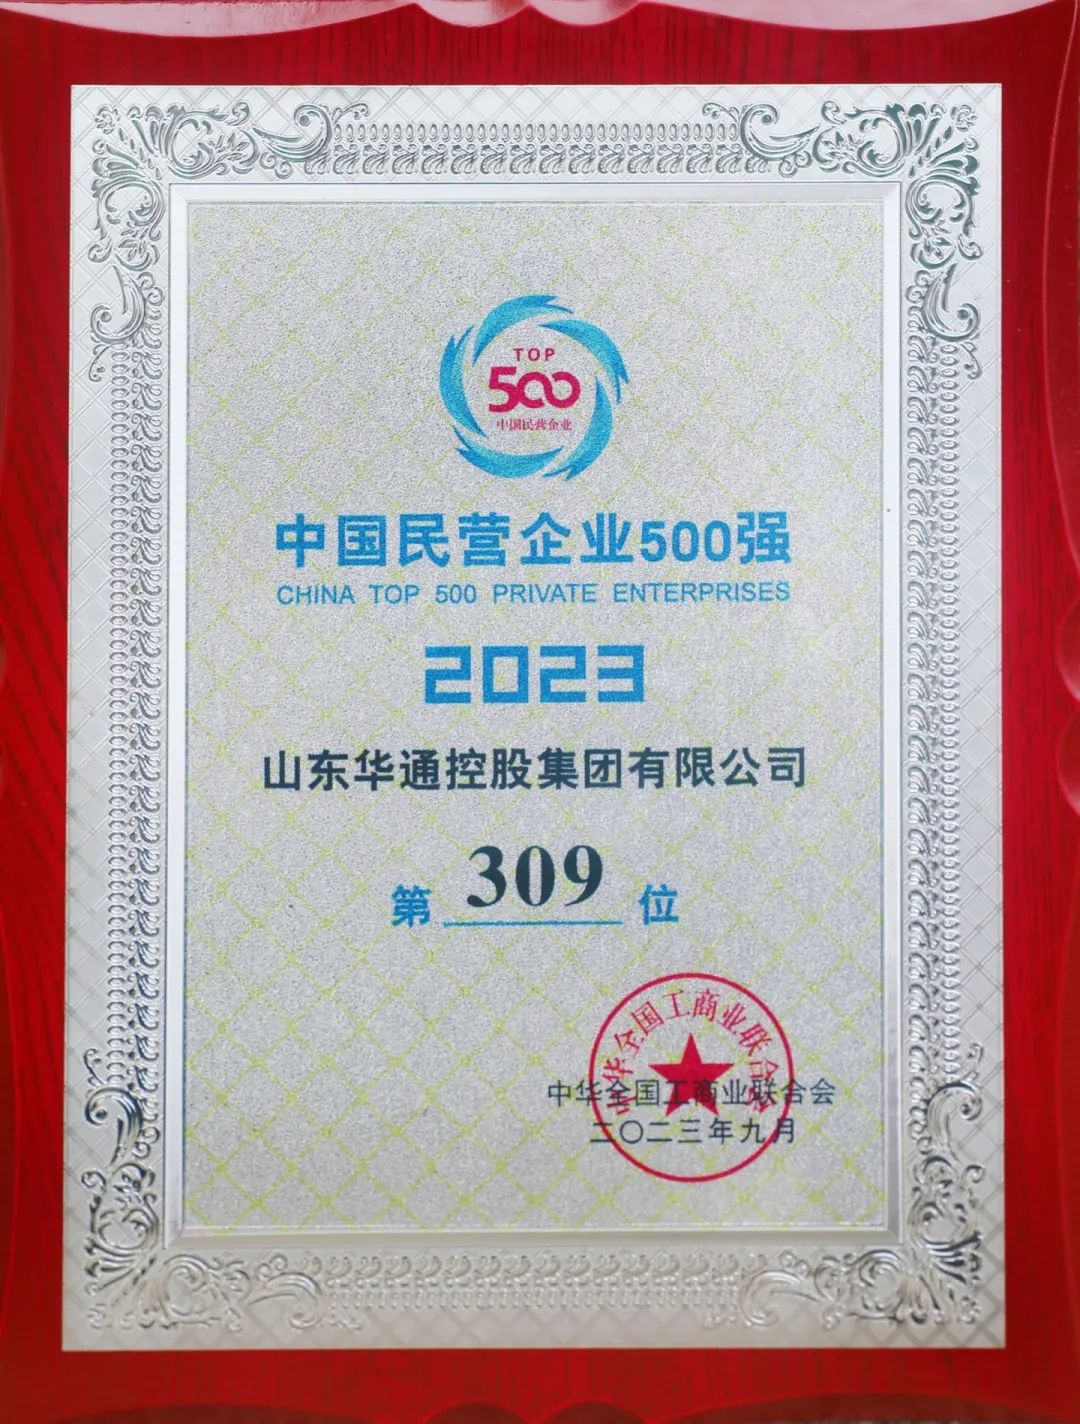 TOP
500
中国民营企业
中国民营企业500强
CHINA TOP 500 PRIVATE ENTERPRISES
2023
山东华通控股集团有限公司
第 309 位
中华全国工商业联合会
中华全国工商业联合会
二〇二三年九月